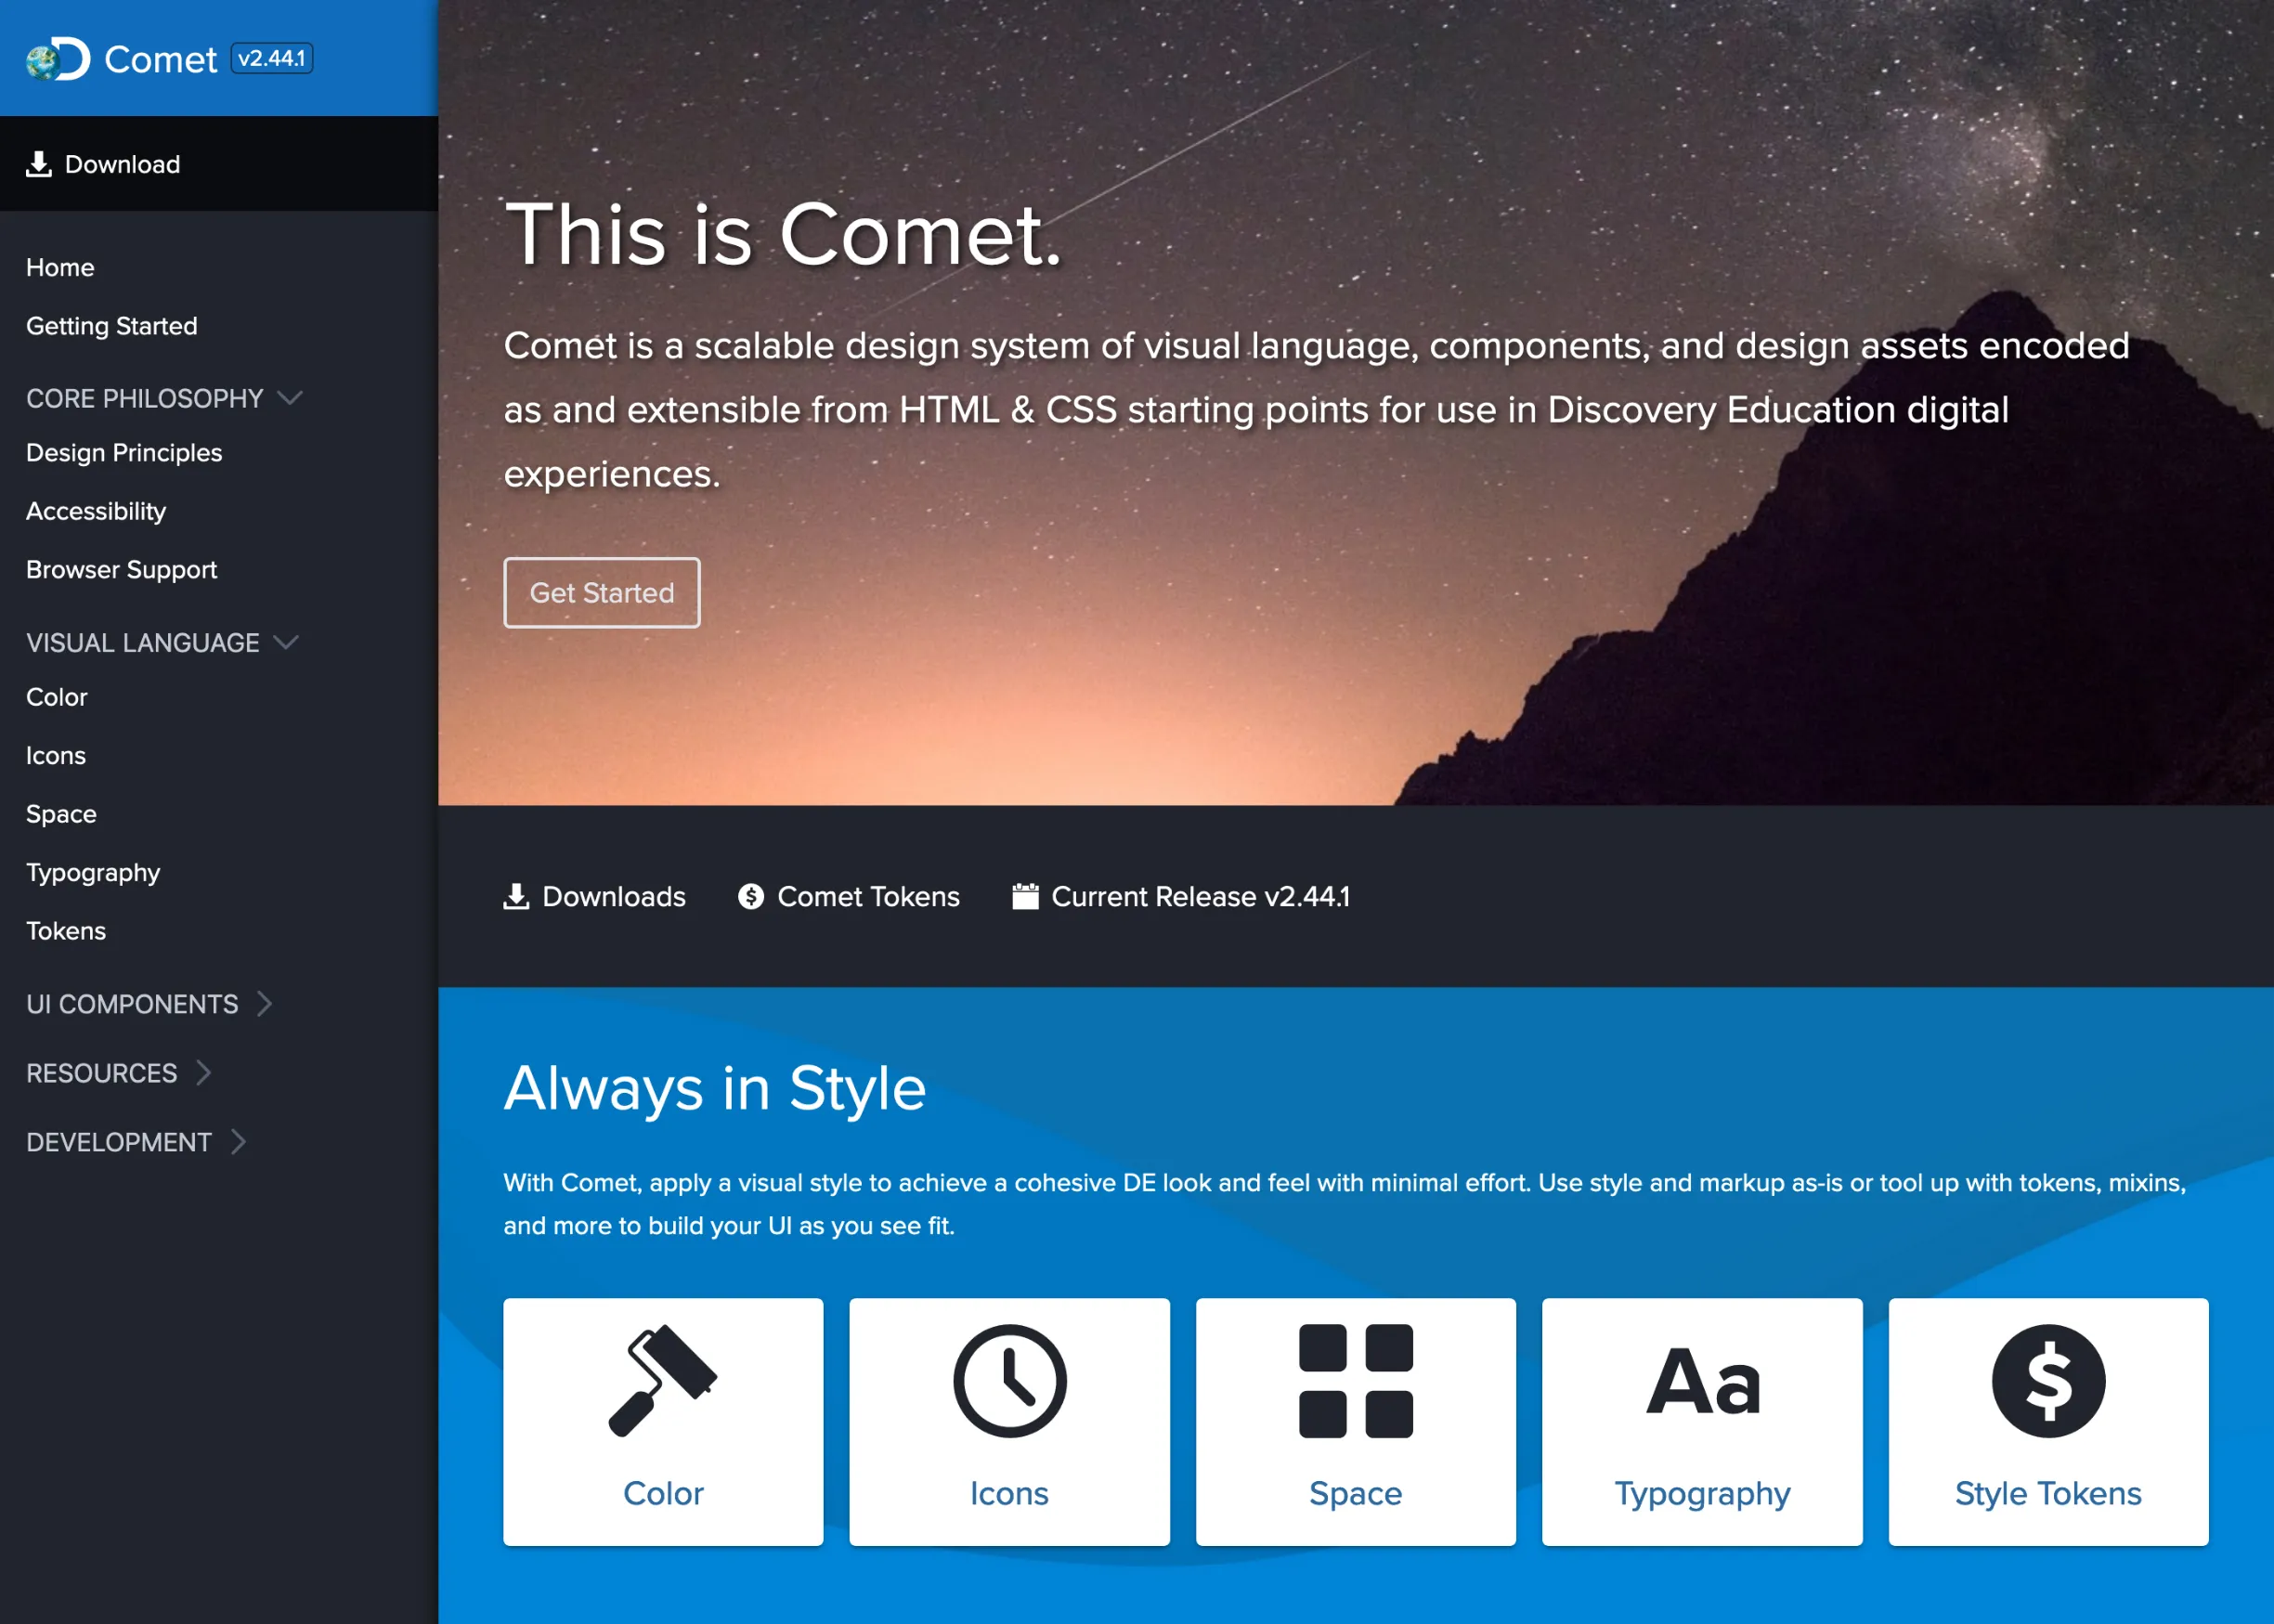 Comet v2.44.1
Download
Home
Getting Started
CORE PHILOSOPHY
Design Principles
Accessibility
Browser Support
VISUAL LANGUAGE
Color
Icons
Space
Typography
Tokens
UI COMPONENTS
RESOURCES
DEVELOPMENT
This is Comet.
Comet is a scalable design system of visual language, components, and design assets encoded
as and extensible from HTML & CSS starting points for use in Discovery Education digital
experiences.
Get Started
Downloads Comet Tokens Current Release v2.44.1
Always in Style
With Comet, apply a visual style to achieve a cohesive DE look and feel with minimal effort. Use style and markup as-is or tool up with tokens, mixins,
and more to build your UI as you see fit.
Aa
Color Icons Space Typography Style Tokens